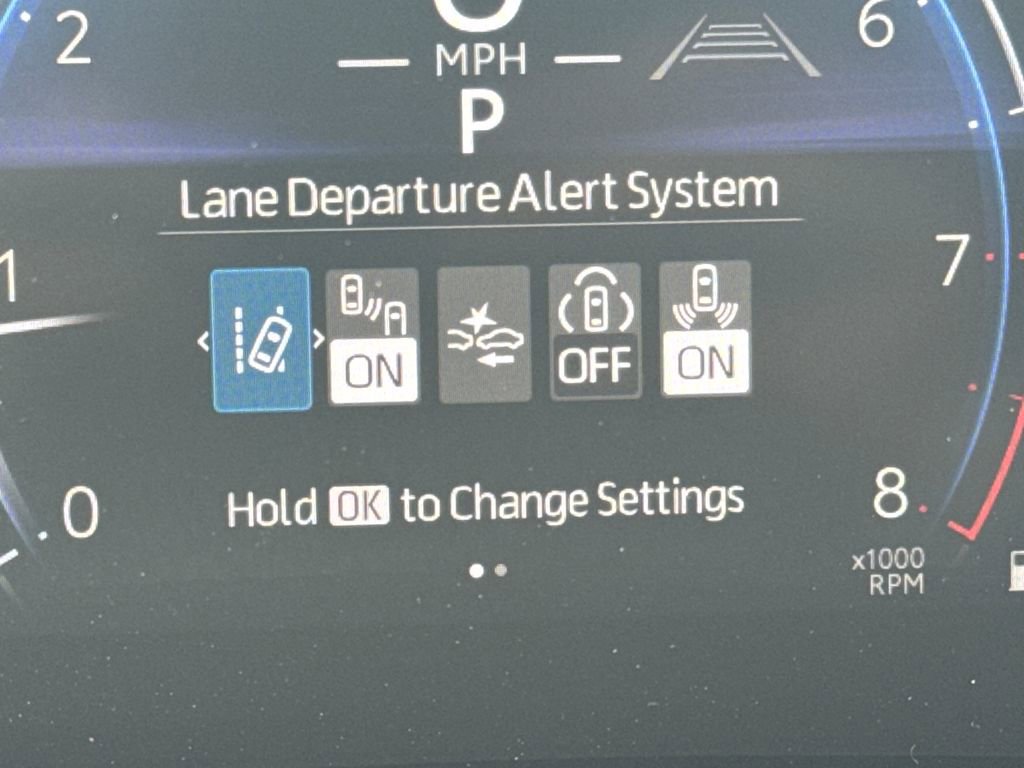 2
6
MPH
P
Lane Departure Alert System
1
7
ON
OFF
ON
0
Hold OK to Change Settings
8
x1000
RPM